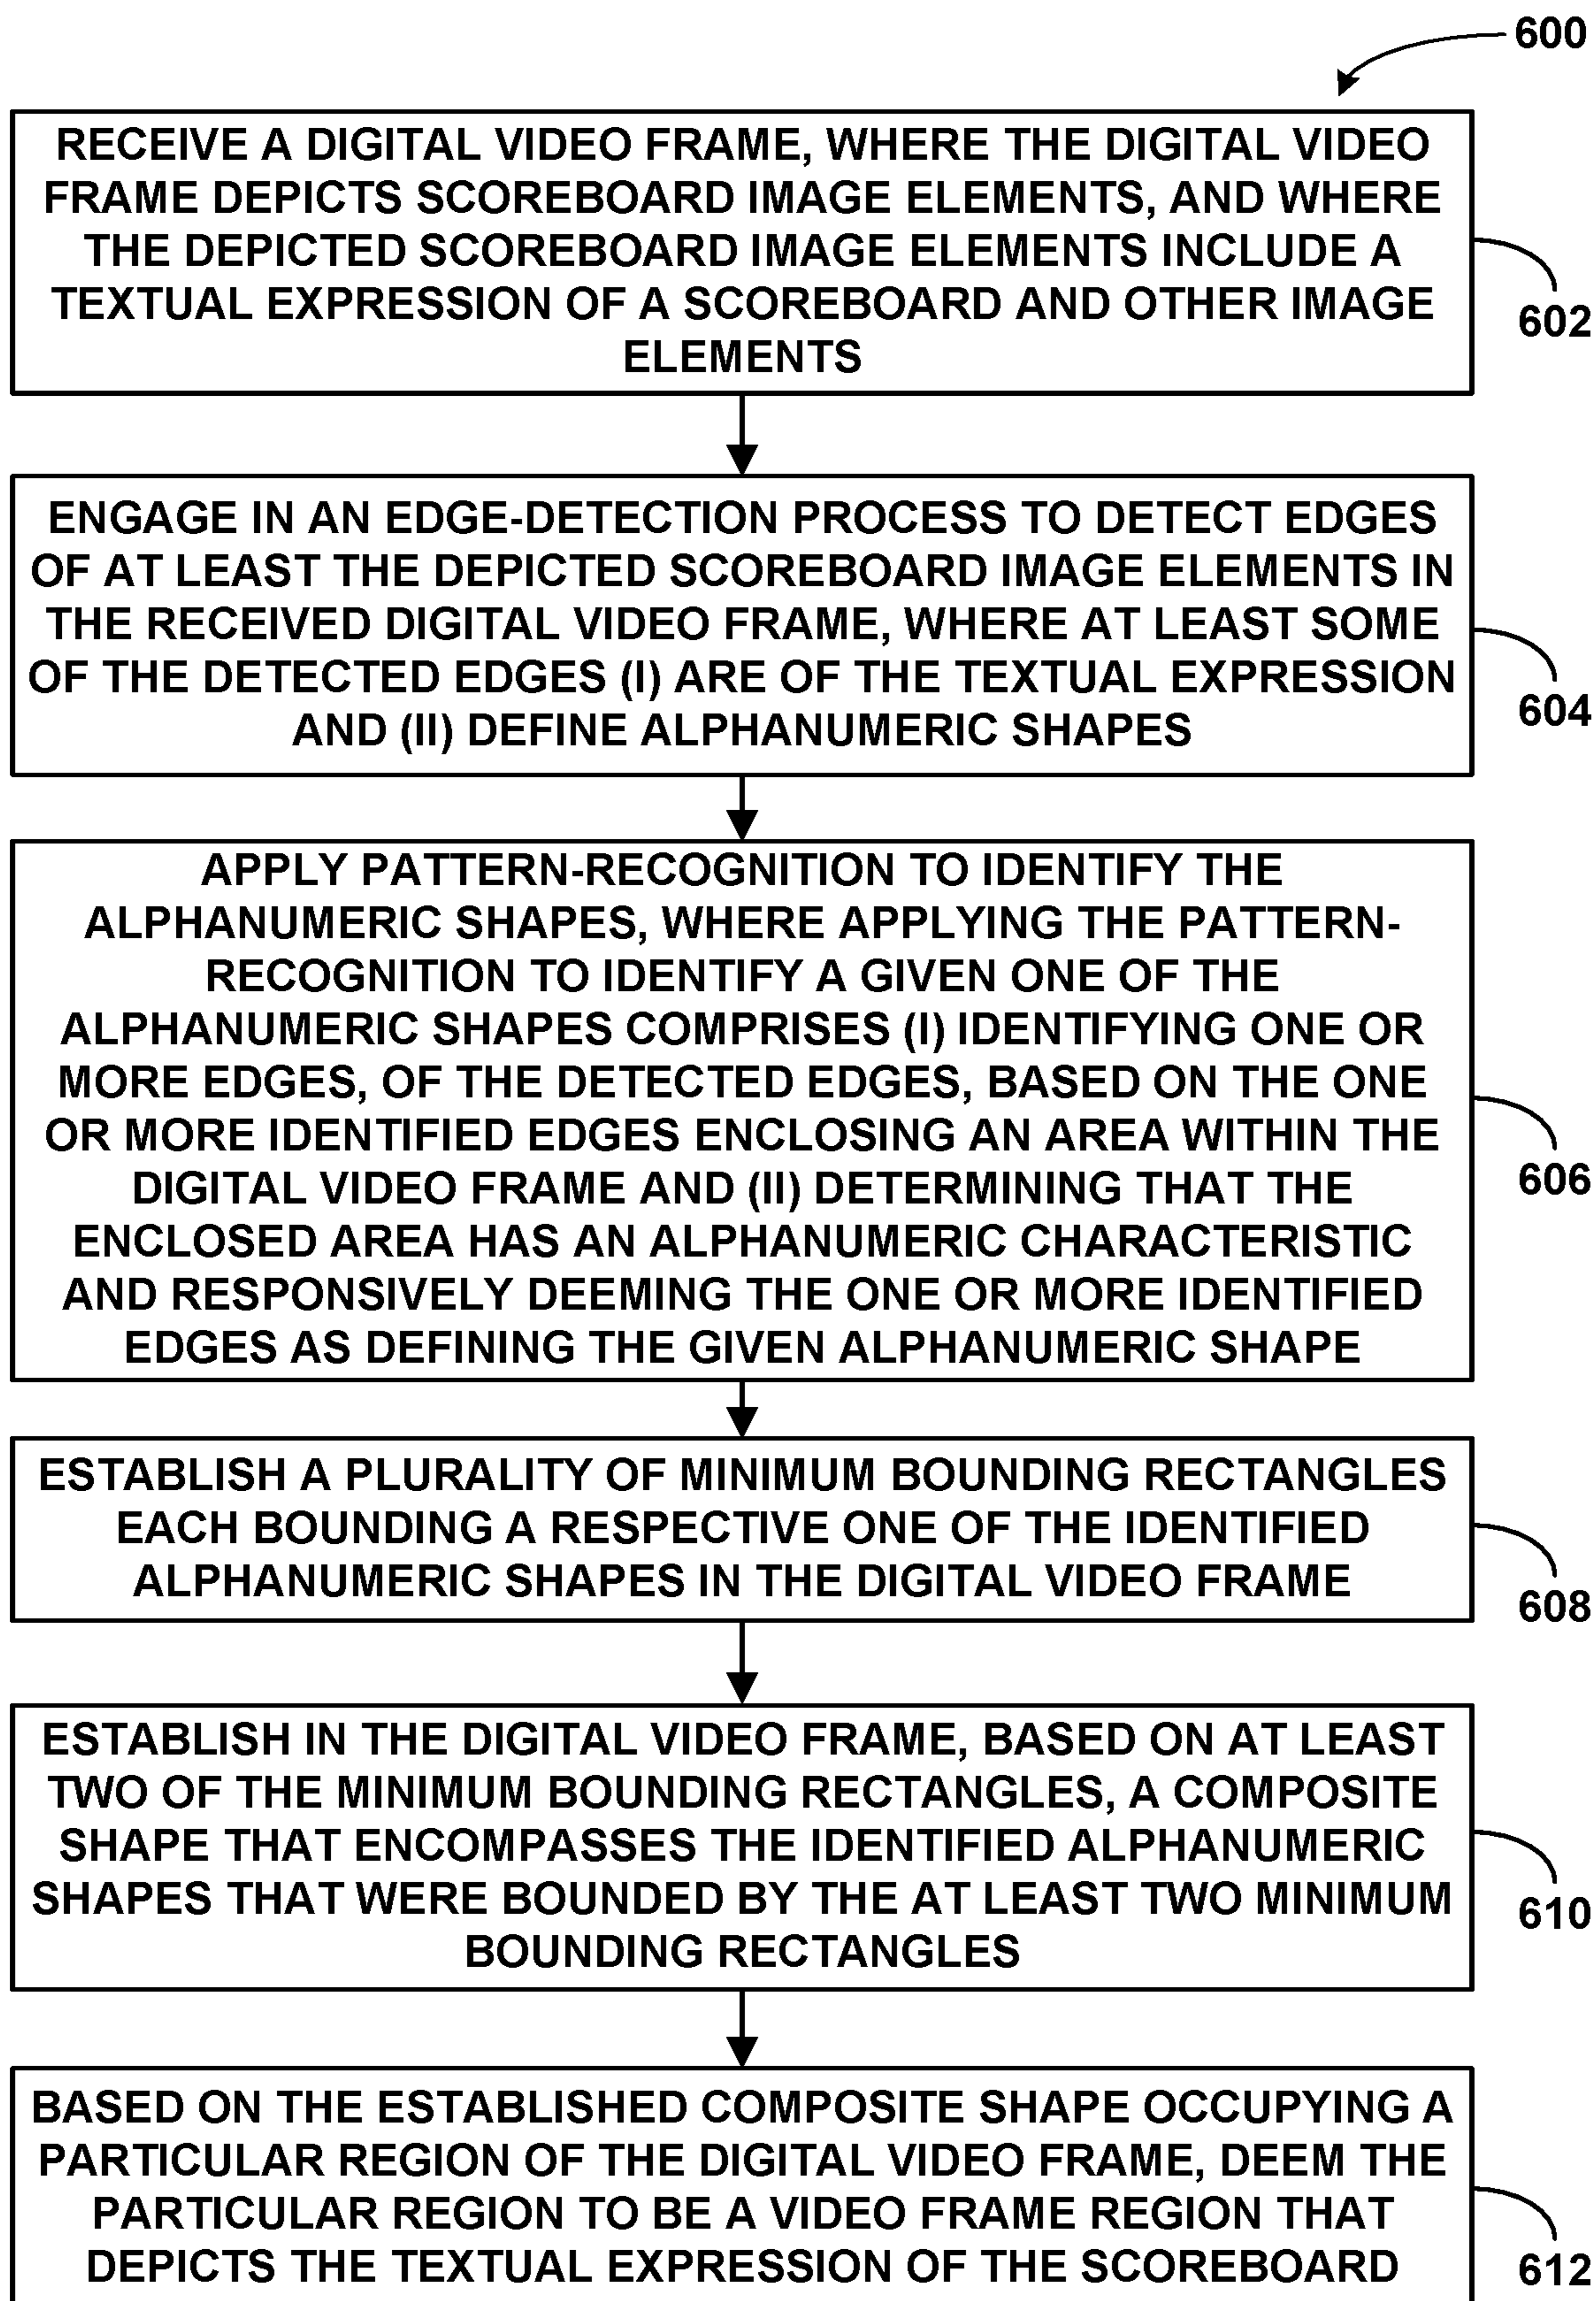 600
RECEIVE A DIGITAL VIDEO FRAME, WHERE THE DIGITAL VIDEO
FRAME DEPICTS SCOREBOARD IMAGE ELEMENTS, AND WHERE
THE DEPICTED SCOREBOARD IMAGE ELEMENTS INCLUDE A
TEXTUAL EXPRESSION OF A SCOREBOARD AND OTHER IMAGE
ELEMENTS
602
ENGAGE IN AN EDGE-DETECTION PROCESS TO DETECT EDGES
OF AT LEAST THE DEPICTED SCOREBOARD IMAGE ELEMENTS IN
THE RECEIVED DIGITAL VIDEO FRAME, WHERE AT LEAST SOME
OF THE DETECTED EDGES (I) ARE OF THE TEXTUAL EXPRESSION
AND (II) DEFINE ALPHANUMERIC SHAPES
604
APPLY PATTERN-RECOGNITION TO IDENTIFY THE
ALPHANUMERIC SHAPES, WHERE APPLYING THE PATTERN-
RECOGNITION TO IDENTIFY A GIVEN ONE OF THE
ALPHANUMERIC SHAPES COMPRISES (I) IDENTIFYING ONE OR
MORE EDGES, OF THE DETECTED EDGES, BASED ON THE ONE
OR MORE IDENTIFIED EDGES ENCLOSING AN AREA WITHIN THE
DIGITAL VIDEO FRAME AND (II) DETERMINING THAT THE
ENCLOSED AREA HAS AN ALPHANUMERIC CHARACTERISTIC
AND RESPONSIVELY DEEMING THE ONE OR MORE IDENTIFIED
EDGES AS DEFINING THE GIVEN ALPHANUMERIC SHAPE
606
ESTABLISH A PLURALITY OF MINIMUM BOUNDING RECTANGLES
EACH BOUNDING A RESPECTIVE ONE OF THE IDENTIFIED
ALPHANUMERIC SHAPES IN THE DIGITAL VIDEO FRAME
608
ESTABLISH IN THE DIGITAL VIDEO FRAME, BASED ON AT LEAST
TWO OF THE MINIMUM BOUNDING RECTANGLES, A COMPOSITE
SHAPE THAT ENCOMPASSES THE IDENTIFIED ALPHANUMERIC
SHAPES THAT WERE BOUNDED BY THE AT LEAST TWO MINIMUM
BOUNDING RECTANGLES
610
BASED ON THE ESTABLISHED COMPOSITE SHAPE OCCUPYING A
PARTICULAR REGION OF THE DIGITAL VIDEO FRAME, DEEM THE
PARTICULAR REGION TO BE A VIDEO FRAME REGION THAT
DEPICTS THE TEXTUAL EXPRESSION OF THE SCOREBOARD
612